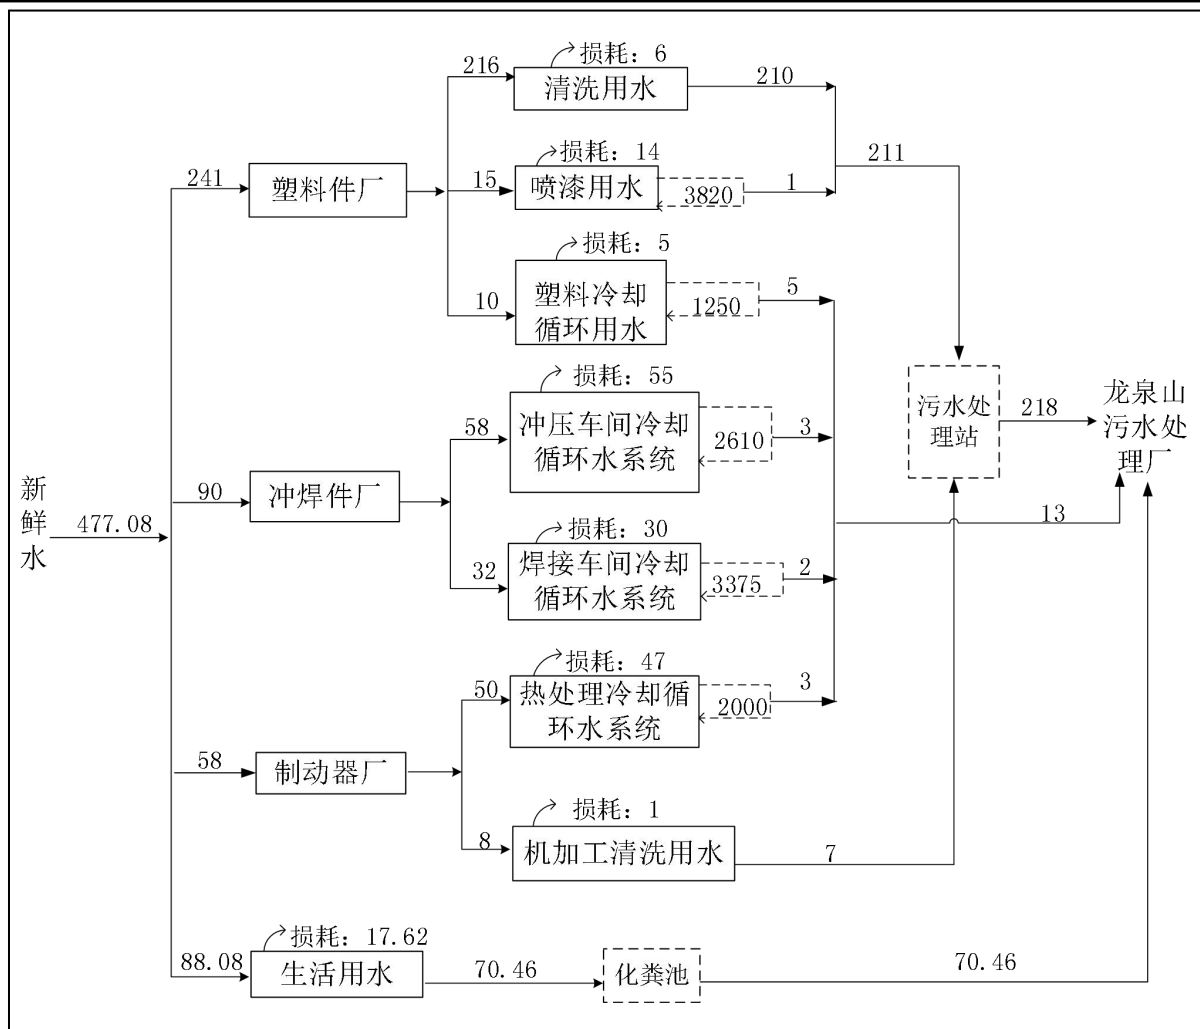 损耗：6
216
清洗用水
210
损耗：14
211
241
塑料件厂
15
喷漆用水
3820
1
损耗：5
10
塑料冷却
循环用水
1250
5
损耗：55
58
冲压车间冷却
循环水系统
2610
3
污水处
理站
218
龙泉山
污水处
理厂
新
鲜
水
477.08
90
冲焊件厂
13
损耗：30
32
焊接车间冷却
循环水系统
3375
2
损耗：47
50
热处理冷却循
环水系统
2000
3
58
制动器厂
损耗：1
8
机加工清洗用水
7
损耗：17.62
88.08
生活用水
70.46
化粪池
70.46